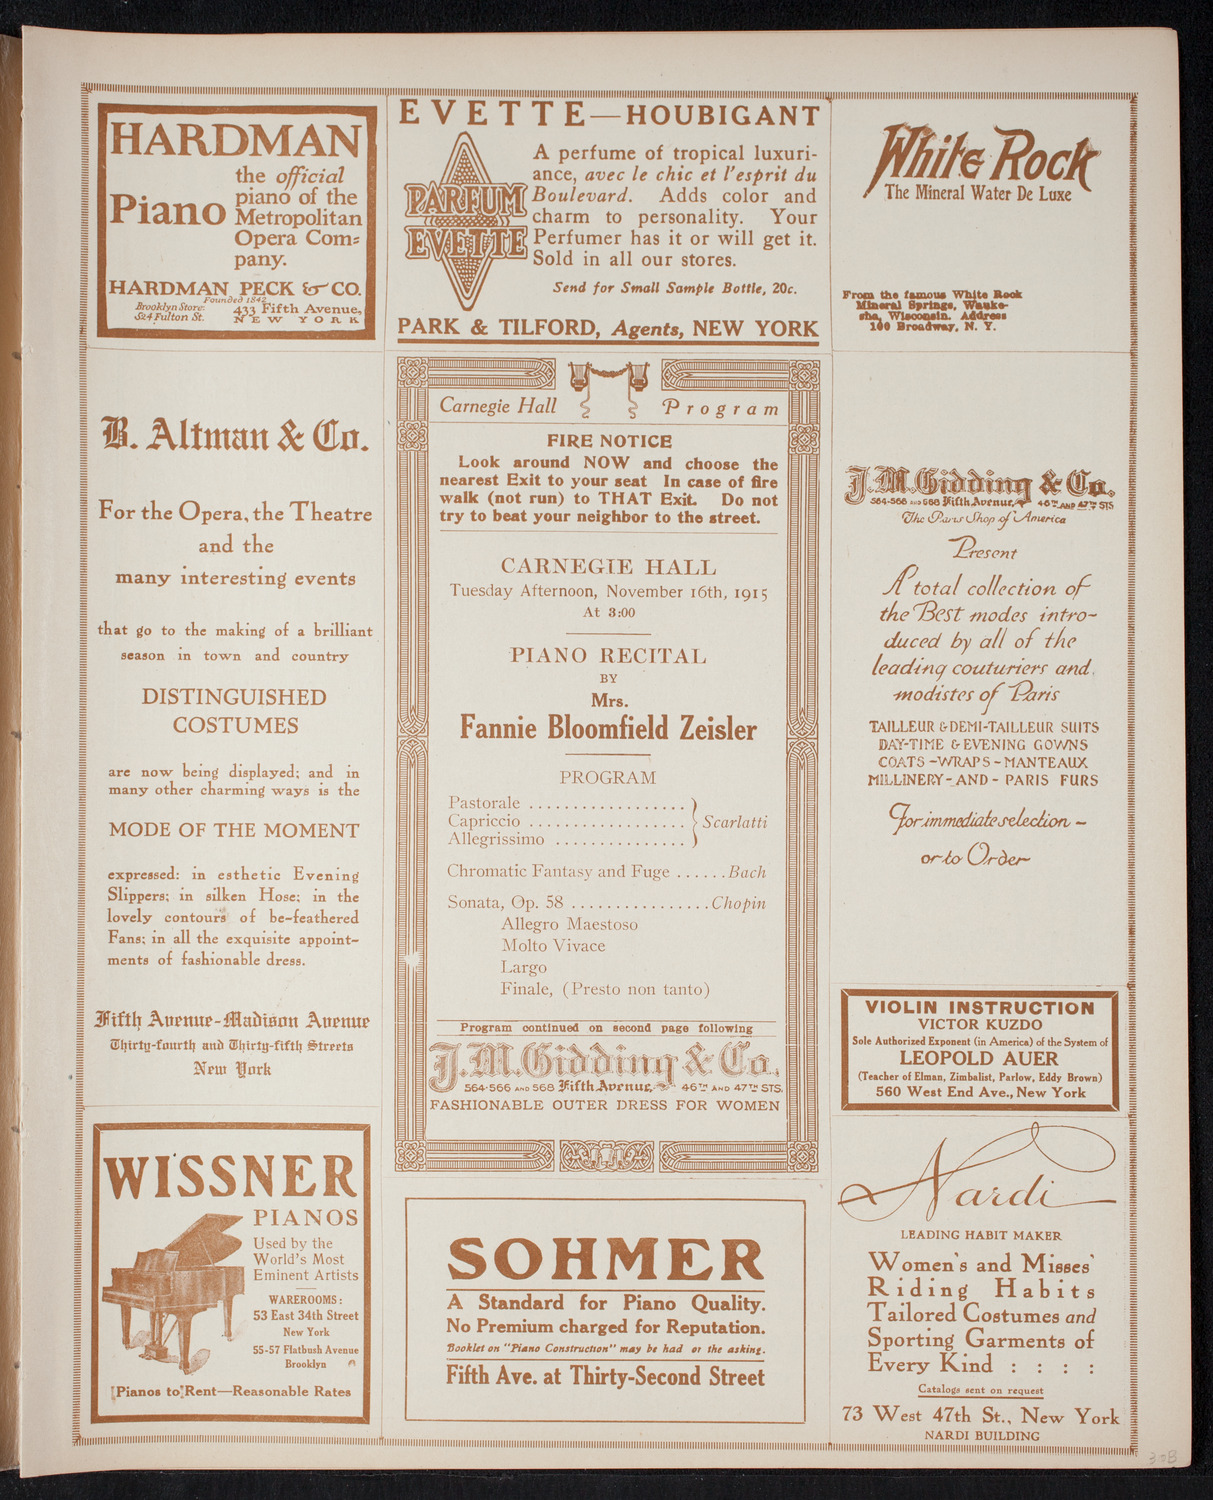 HARDMAN
Piano
the official
piano of the
Metropolitan
Opera Com=
pany.
HARDMAN, PECK & CO.
Founded 1842
Brooklyn Store:
524 Fulton St.
433 Fifth Avenue,
NEW YORK
EVETTE—HOUBIGANT
PARFUM
EVETTE
A perfume of tropical luxuri-
ance, avec le chic et l'esprit du
Boulevard. Adds color and
charm to personality. Your
Perfumer has it or will get it.
Sold in all our stores.
Send for Small Sample Bottle, 20c.
PARK & TILFORD, Agents, NEW YORK
White Rock
The Mineral Water De Luxe
From the famous White Rock
Mineral Springs, Wauke-
sha, Wisconsin. Address
100 Broadway, N. Y.
B. Altman & Co.
For the Opera, the Theatre
and the
many interesting events
that go to the making of a brilliant
season in town and country
DISTINGUISHED
COSTUMES
are now being displayed; and in
many other charming ways is the
MODE OF THE MOMENT
expressed: in esthetic Evening
Slippers; in silken Hose; in the
lovely contours of be-feathered
Fans; in all the exquisite appoint-
ments of fashionable dress.
Fifth Avenue-Madison Avenue
Thirty-fourth and Thirty-fifth Streets
New York
Carnegie Hall Program
FIRE NOTICE
Look around NOW and choose the
nearest Exit to your seat In case of fire
walk (not run) to THAT Exit. Do not
try to beat your neighbor to the street.
CARNEGIE HALL
Tuesday Afternoon, November 16th, 1915
At 3:00
PIANO RECITAL
BY
Mrs.
Fannie Bloomfield Zeisler
PROGRAM
Pastorale ..................
Capriccio .................. Scarlatti
Allegrissimo ...............
Chromatic Fantasy and Fuge ......Bach
Sonata, Op. 58 ................Chopin
Allegro Maestoso
Molto Vivace
Largo
Finale, (Presto non tanto)
Program continued on second page following
J.M.Gidding & Co.
564-566 AND 568 Fifth Avenue, 46TH AND 47TH STS.
FASHIONABLE OUTER DRESS FOR WOMEN
J.M.Gidding & Co.
564-566 AND 568 Fifth Avenue, 46TH AND 47TH STS
The Paris Shop of America
Present
A total collection of
the Best modes intro-
duced by all of the
leading couturiers and
modistes of Paris
TAILLEUR & DEMI-TAILLEUR SUITS
DAY-TIME & EVENING GOWNS
COATS - WRAPS - MANTEAUX
MILLINERY - AND - PARIS FURS
For immediate selection -
or to Order
VIOLIN INSTRUCTION
VICTOR KUZDO
Sole Authorized Exponent (in America) of the System of
LEOPOLD AUER
(Teacher of Elman, Zimbalist, Parlow, Eddy Brown)
560 West End Ave., New York
WISSNER
PIANOS
Used by the
World's Most
Eminent Artists
WAREROOMS:
53 East 34th Street
New York
55-57 Flatbush Avenue
Brooklyn
Pianos to Rent—Reasonable Rates
SOHMER
A Standard for Piano Quality.
No Premium charged for Reputation.
Booklet on "Piano Construction" may be had or the asking.
Fifth Ave. at Thirty-Second Street
Nardi
LEADING HABIT MAKER
Women's and Misses'
Riding Habits
Tailored Costumes and
Sporting Garments of
Every Kind : : : :
Catalogs sent on request
73 West 47th St., New York
NARDI BUILDING
308